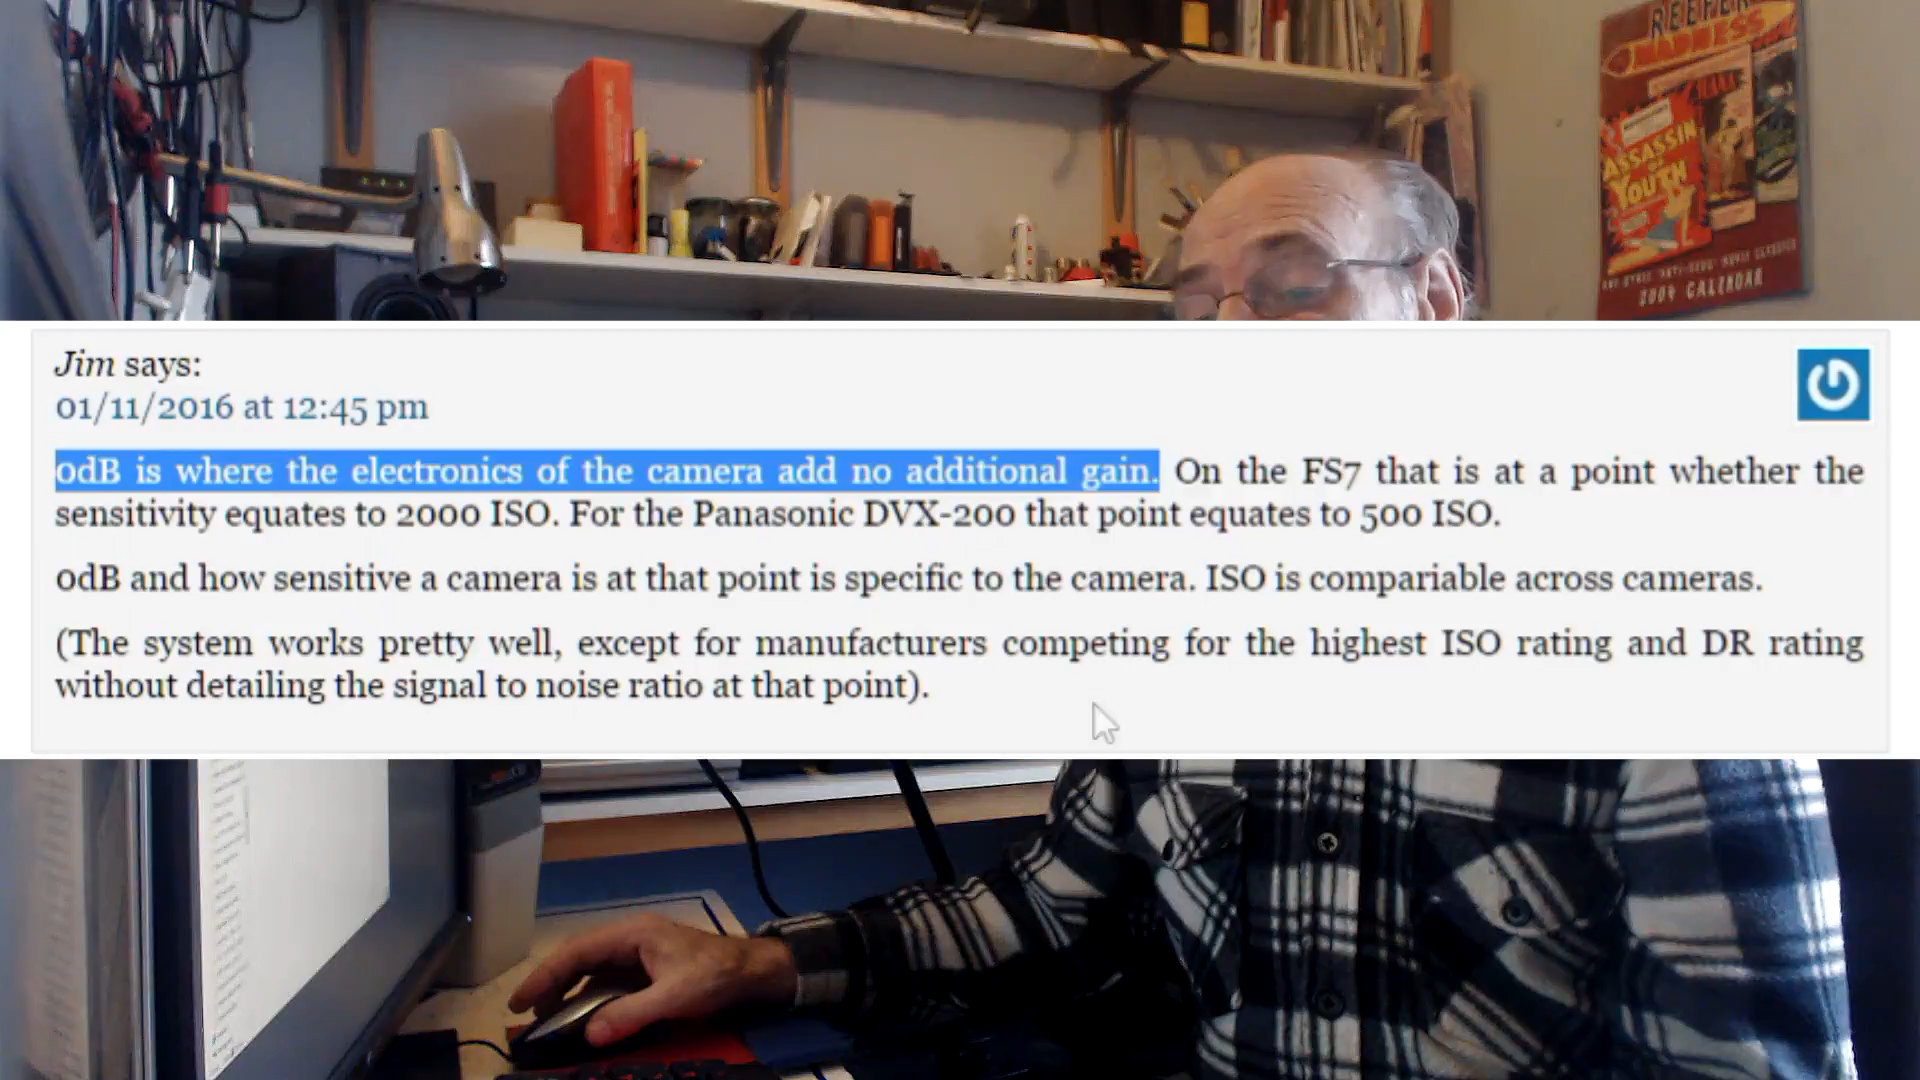 REEFER
MADNESS
ASSASSIN
OF
YOUTH
2004 CALENDAR
Jim says:
01/11/2016 at 12:45 pm
0dB is where the electronics of the camera add no additional gain. On the FS7 that is at a point whether the
sensitivity equates to 2000 ISO. For the Panasonic DVX-200 that point equates to 500 ISO.
0dB and how sensitive a camera is at that point is specific to the camera. ISO is compariable across cameras.
(The system works pretty well, except for manufacturers competing for the highest ISO rating and DR rating
without detailing the signal to noise ratio at that point).